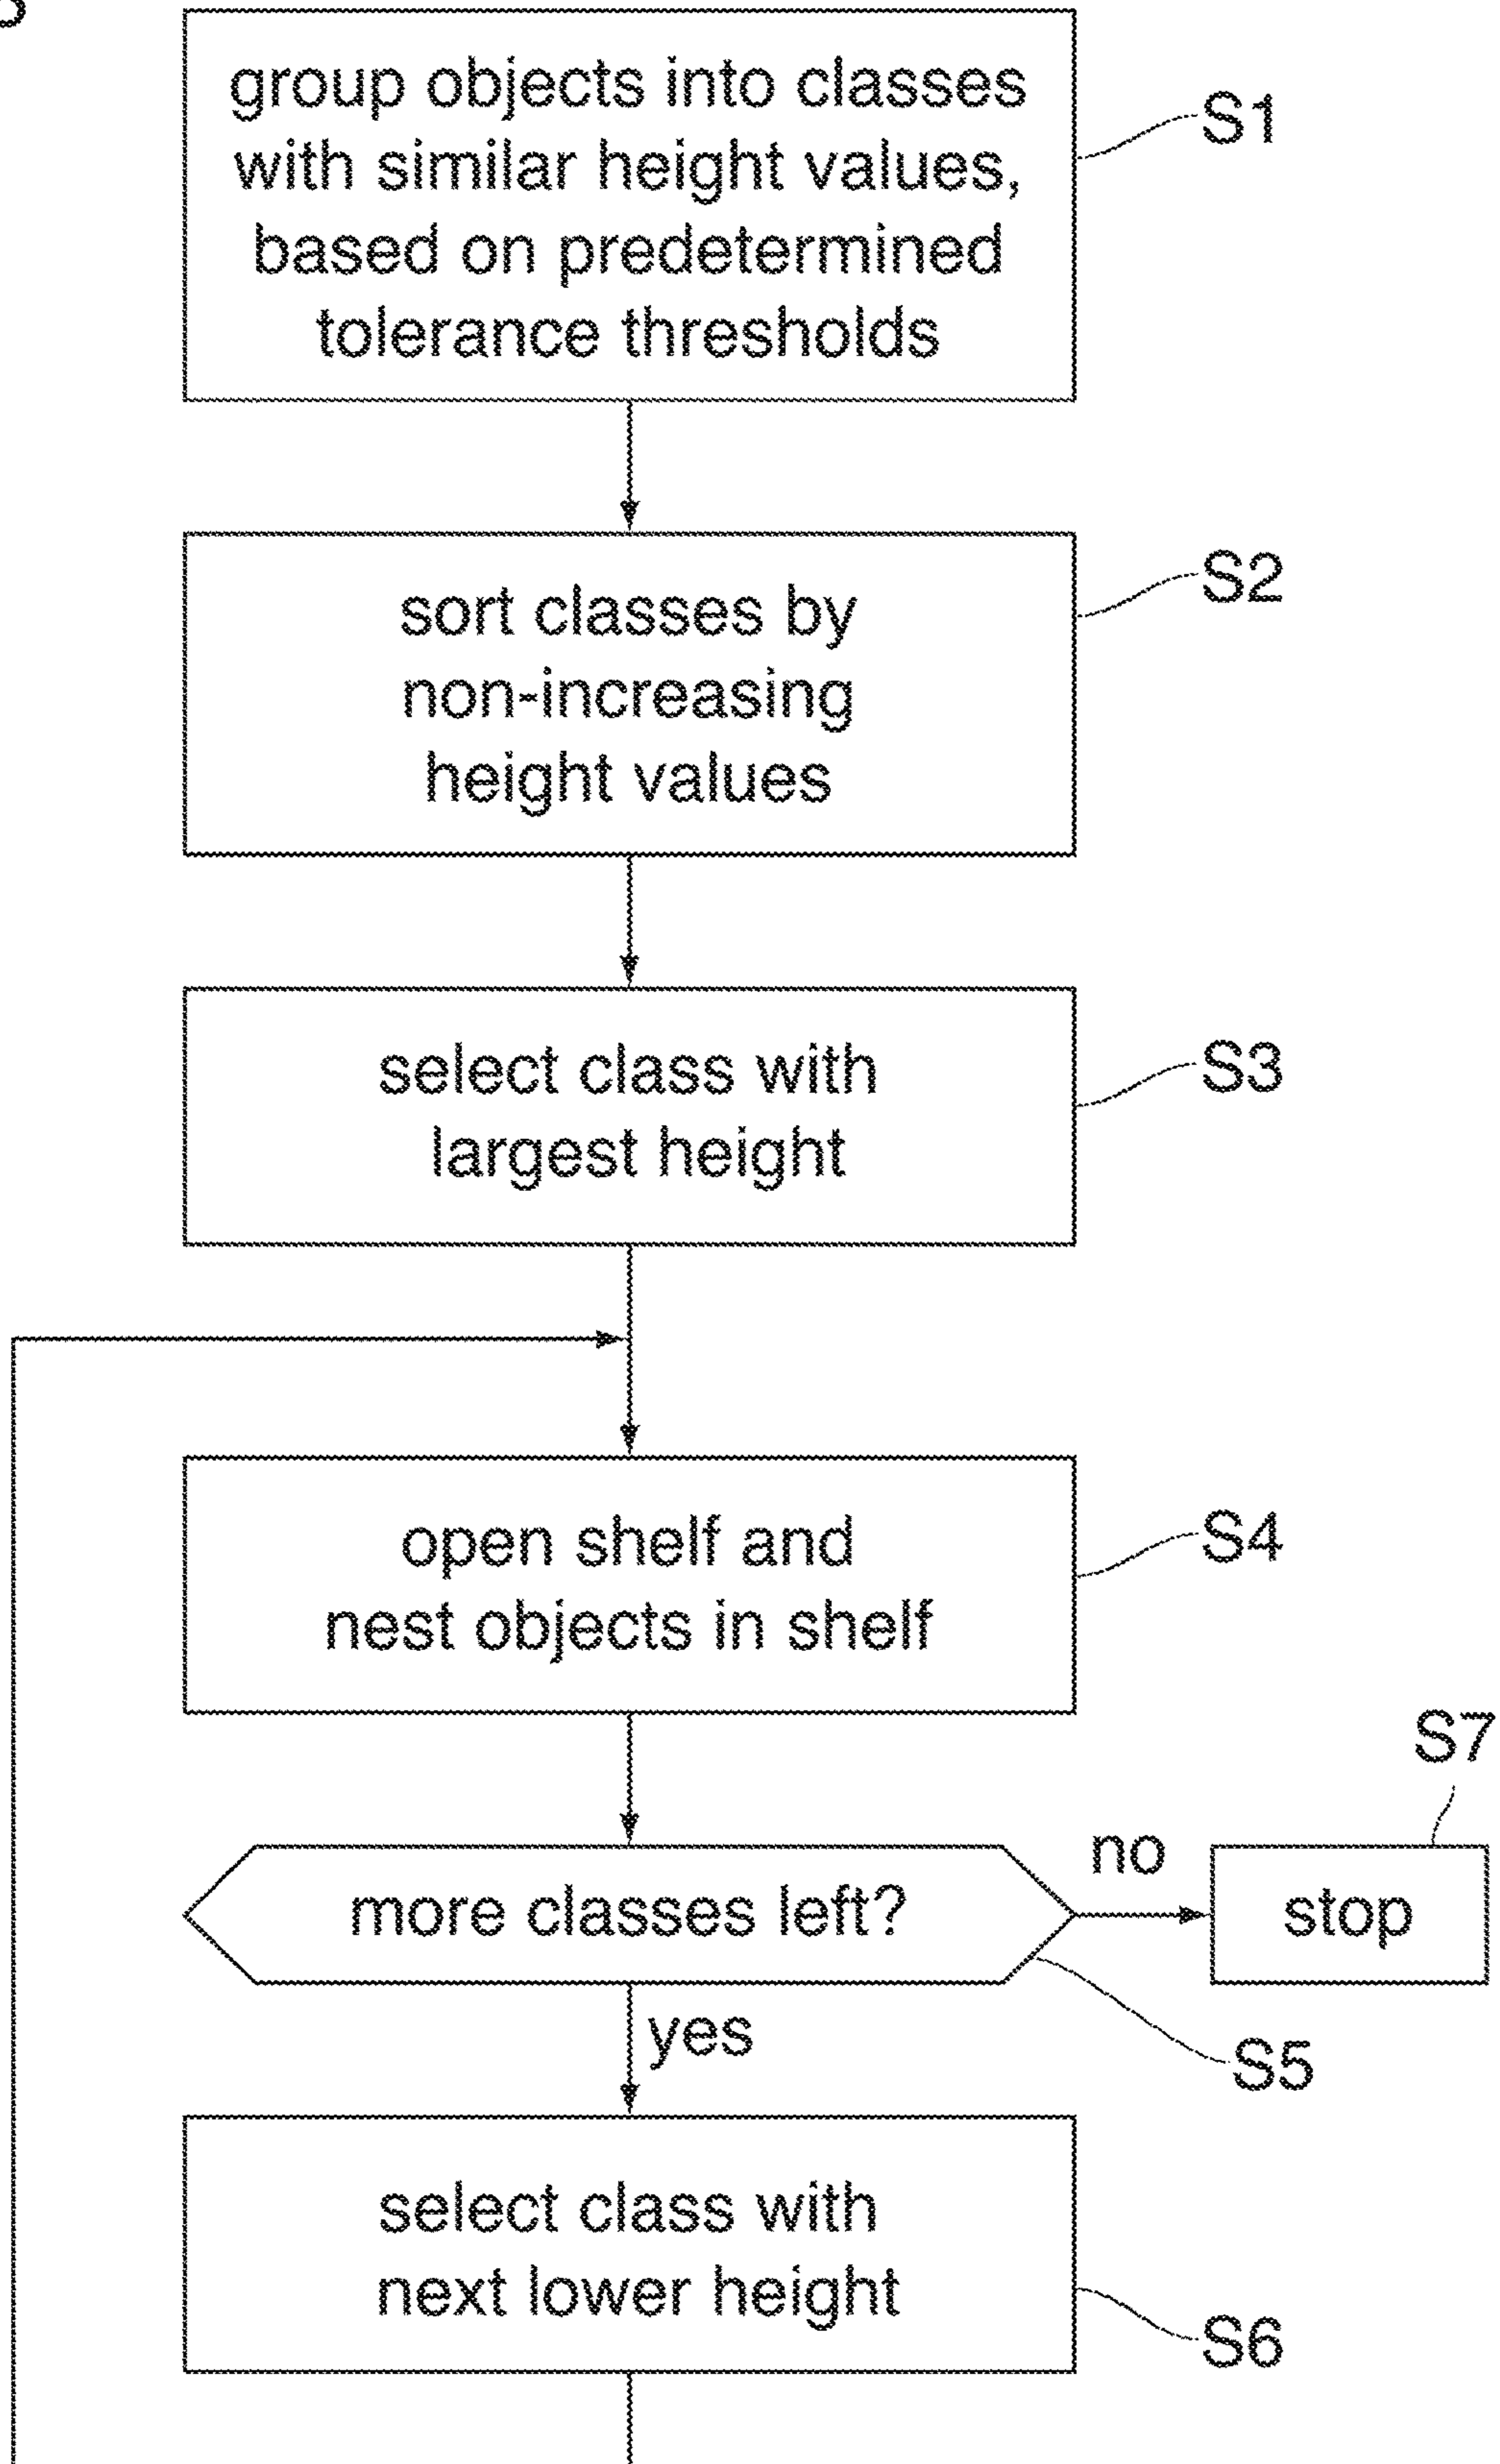 group objects into classes
with similar height values,
based on predetermined
tolerance thresholds
S1
sort classes by
non-increasing
height values
S2
select class with
largest height
S3
open shelf and
nest objects in shelf
S4
S7
more classes left?
no
stop
yes
S5
select class with
next lower height
S6